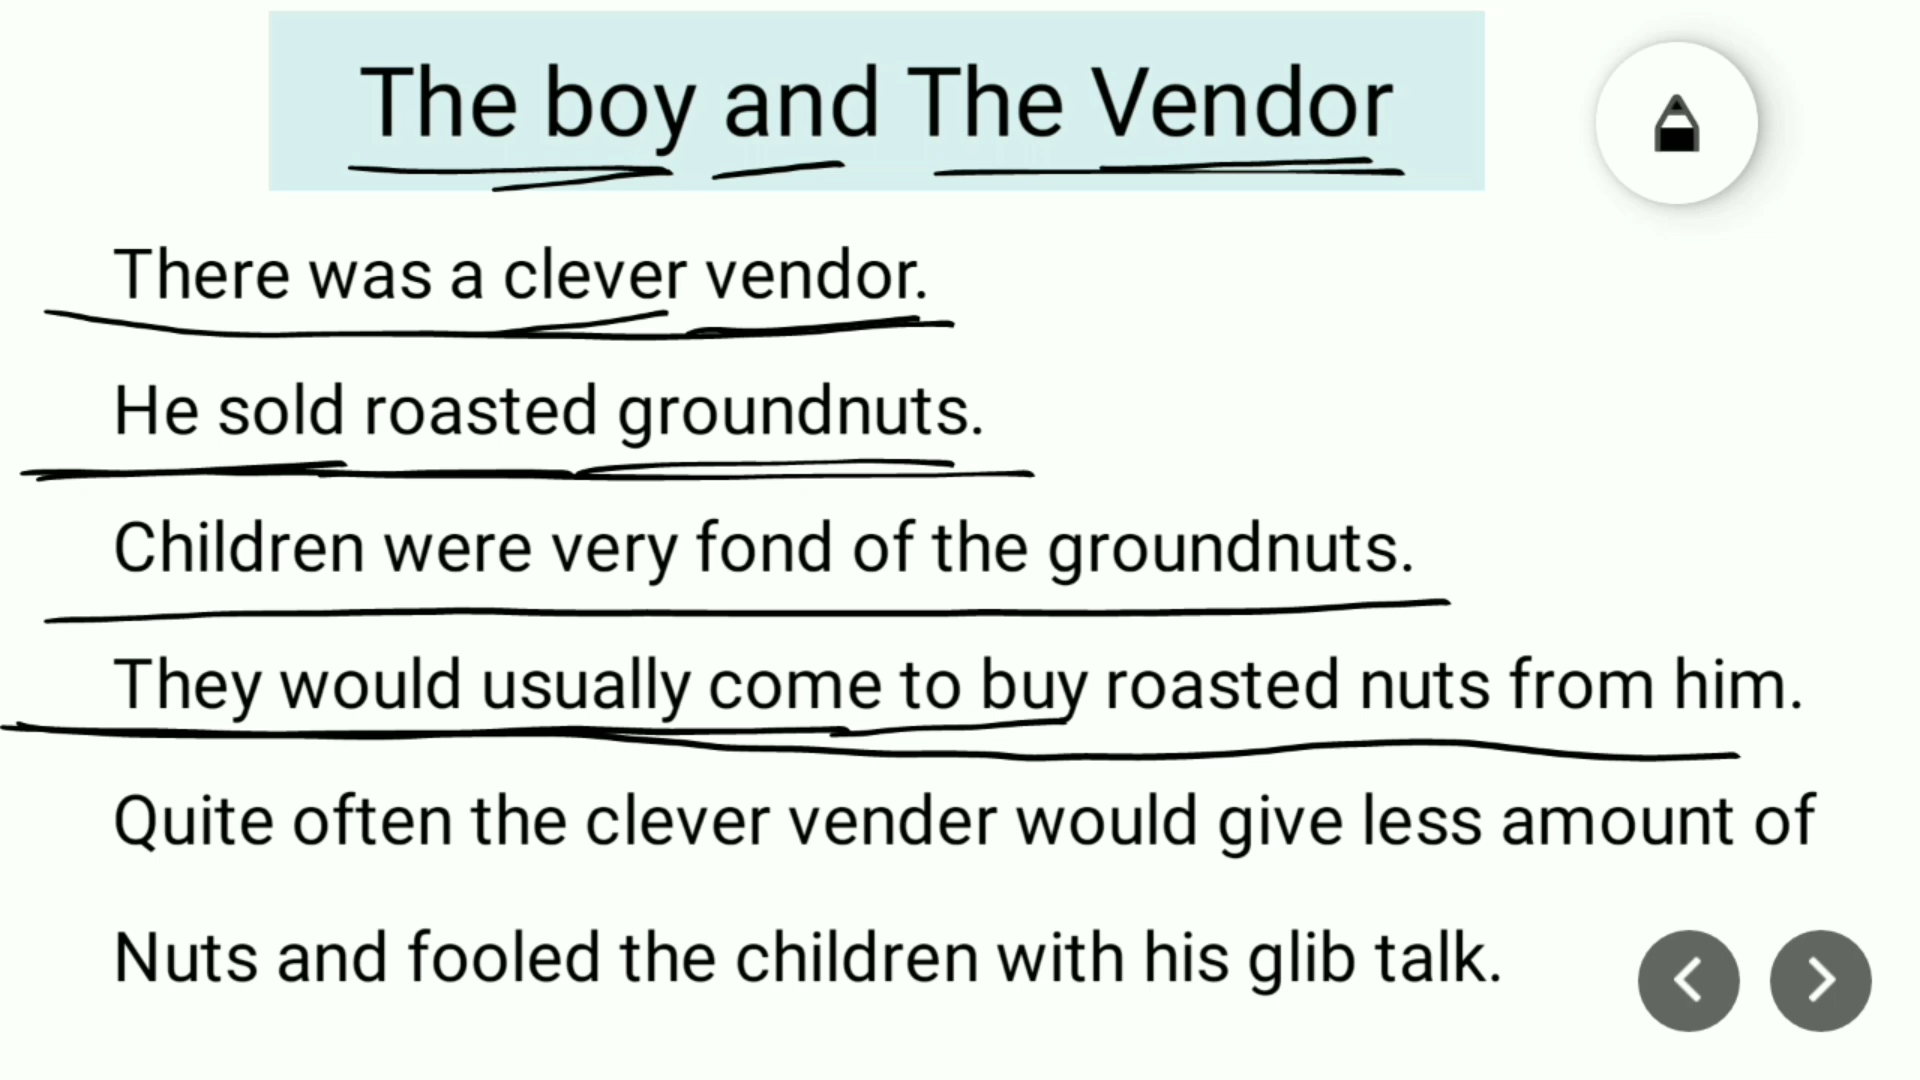 The boy and The Vendor
There was a clever vendor.
He sold roasted groundnuts.
Children were very fond of the groundnuts.
They would usually come to buy roasted nuts from him.
Quite often the clever vender would give less amount of
Nuts and fooled the children with his glib talk.